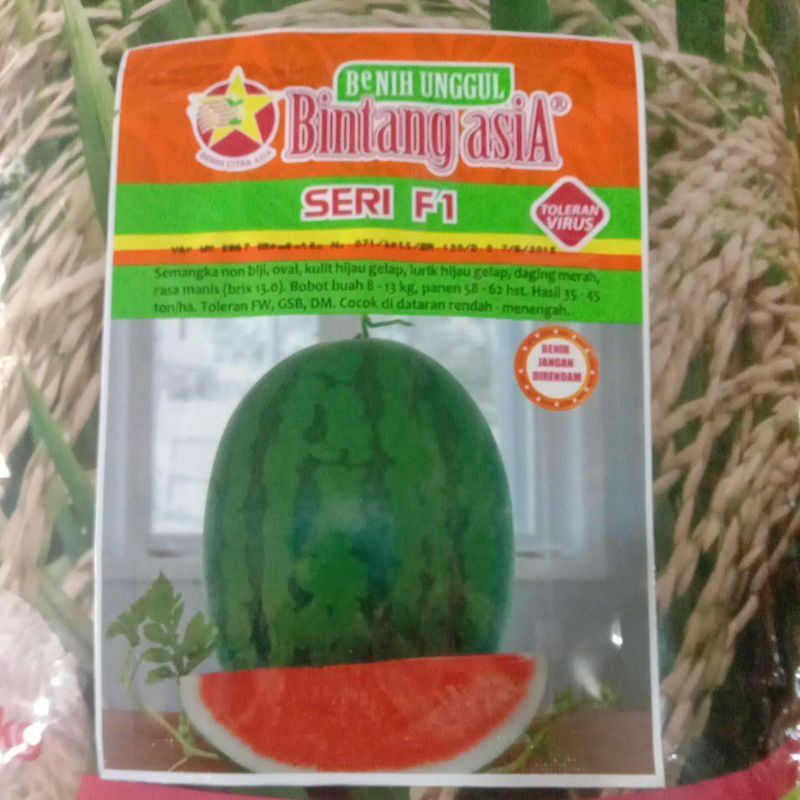 BeNIH UNGGUL
Bintang asiA®
BENIH CITRA ASIA
SERI F1
TOLERAN
VIRUS
Semangka non biji, oval, kulit hijau gelap, lurik hijau gelap, daging merah,
rasa manis (brix 13.0). Bobot buah 8 - 13 kg, panen 58 - 62 hst. Hasil 35 - 45
ton/ha. Toleran FW, GSB, DM. Cocok di dataran rendah - menengah.
BENIH
JANGAN
DIRENDAM
kg